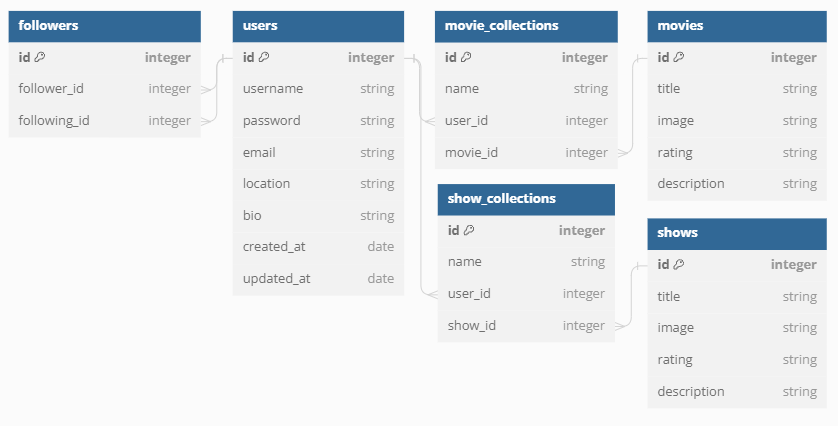 followers
id integer
follower_id integer
following_id integer
users
id integer
username string
password string
email string
location string
bio string
created_at date
updated_at date
movie_collections
id integer
name string
user_id integer
movie_id integer
show_collections
id integer
name string
user_id integer
show_id integer
movies
id integer
title string
image string
rating string
description string
shows
id integer
title string
image string
rating string
description string